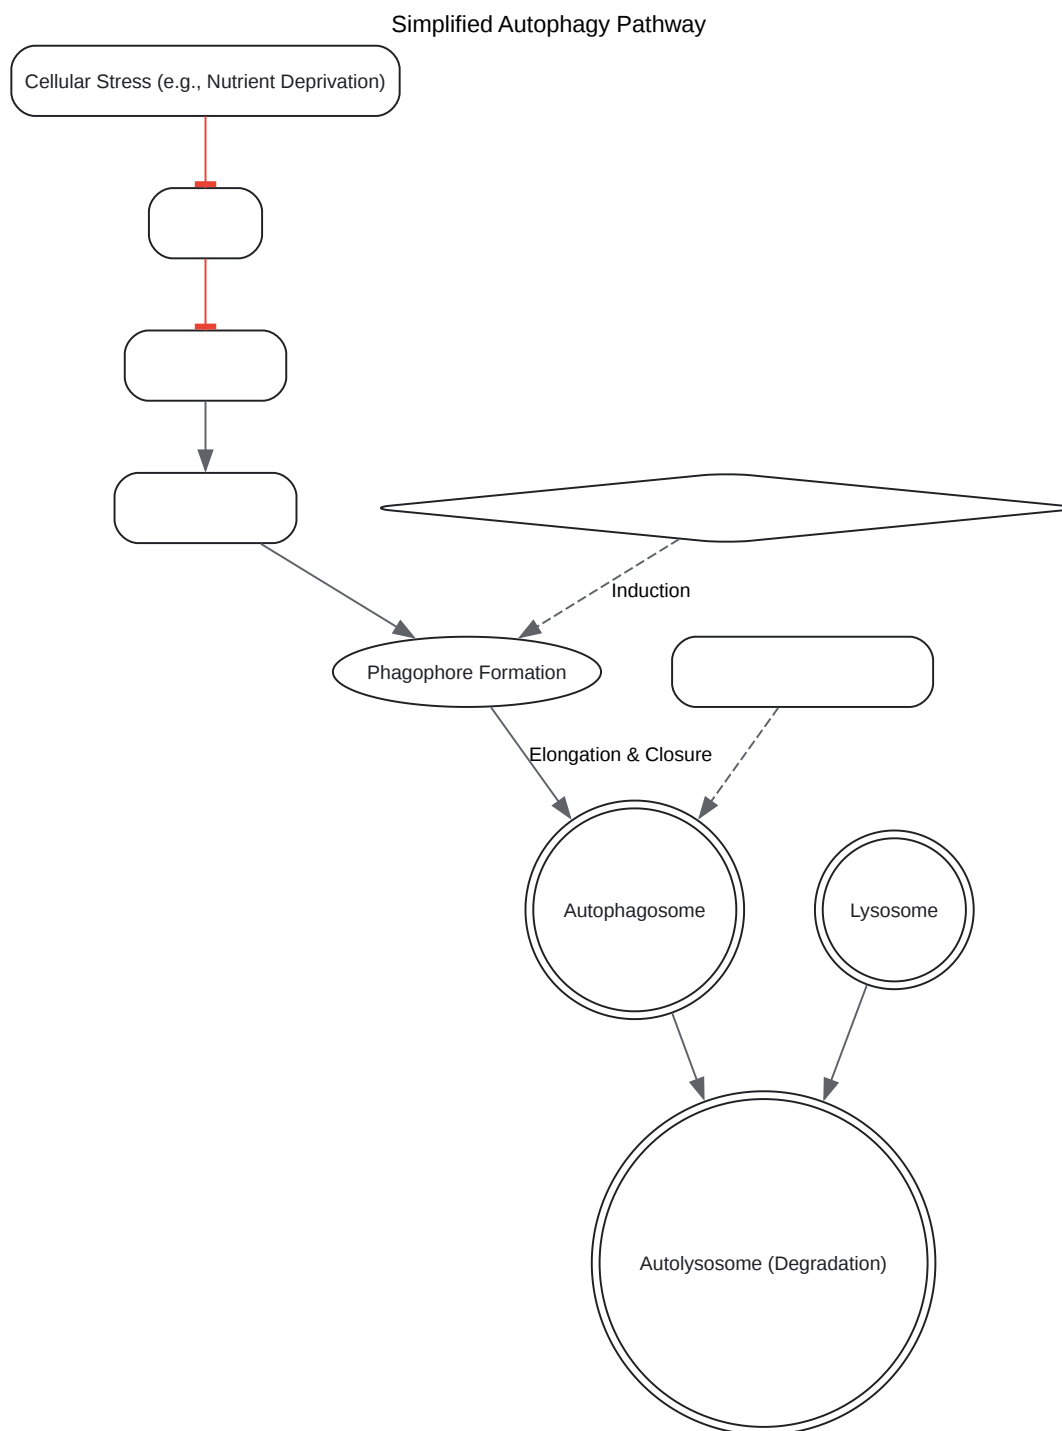 Simplified Autophagy Pathway
Cellular Stress (e.g., Nutrient Deprivation)
Induction
Phagophore Formation
Elongation & Closure
Autophagosome
Lysosome
Autolysosome (Degradation)